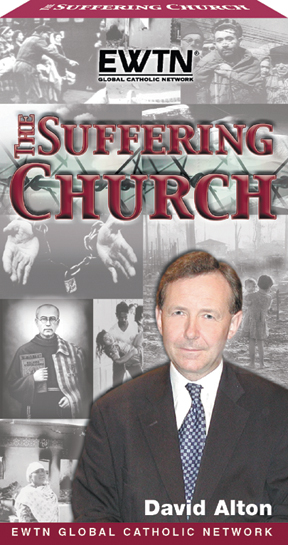 THE SUFFERING CHURCH
EWTN®
GLOBAL CATHOLIC NETWORK
THE SUFFERING
CHURCH
David Alton
EWTN GLOBAL CATHOLIC NETWORK